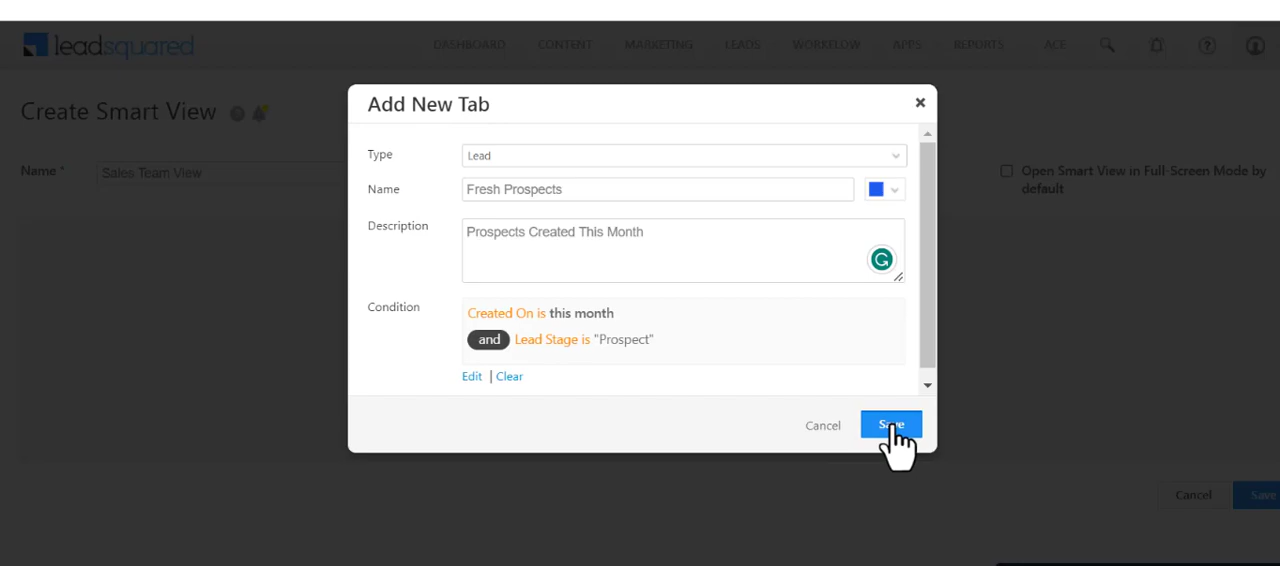 leadsquared
DASHBOARD CONTENT MARKETING LEADS WORKFLOW APPS REPORTS ACE
Create Smart View
Name *
Sales Team View
Open Smart View in Full-Screen Mode by
default
Add New Tab
Type
Lead
Name
Fresh Prospects
Description
Prospects Created This Month
Condition
Created On is this month
and Lead Stage is "Prospect"
Edit | Clear
Cancel
Save
Cancel
Save